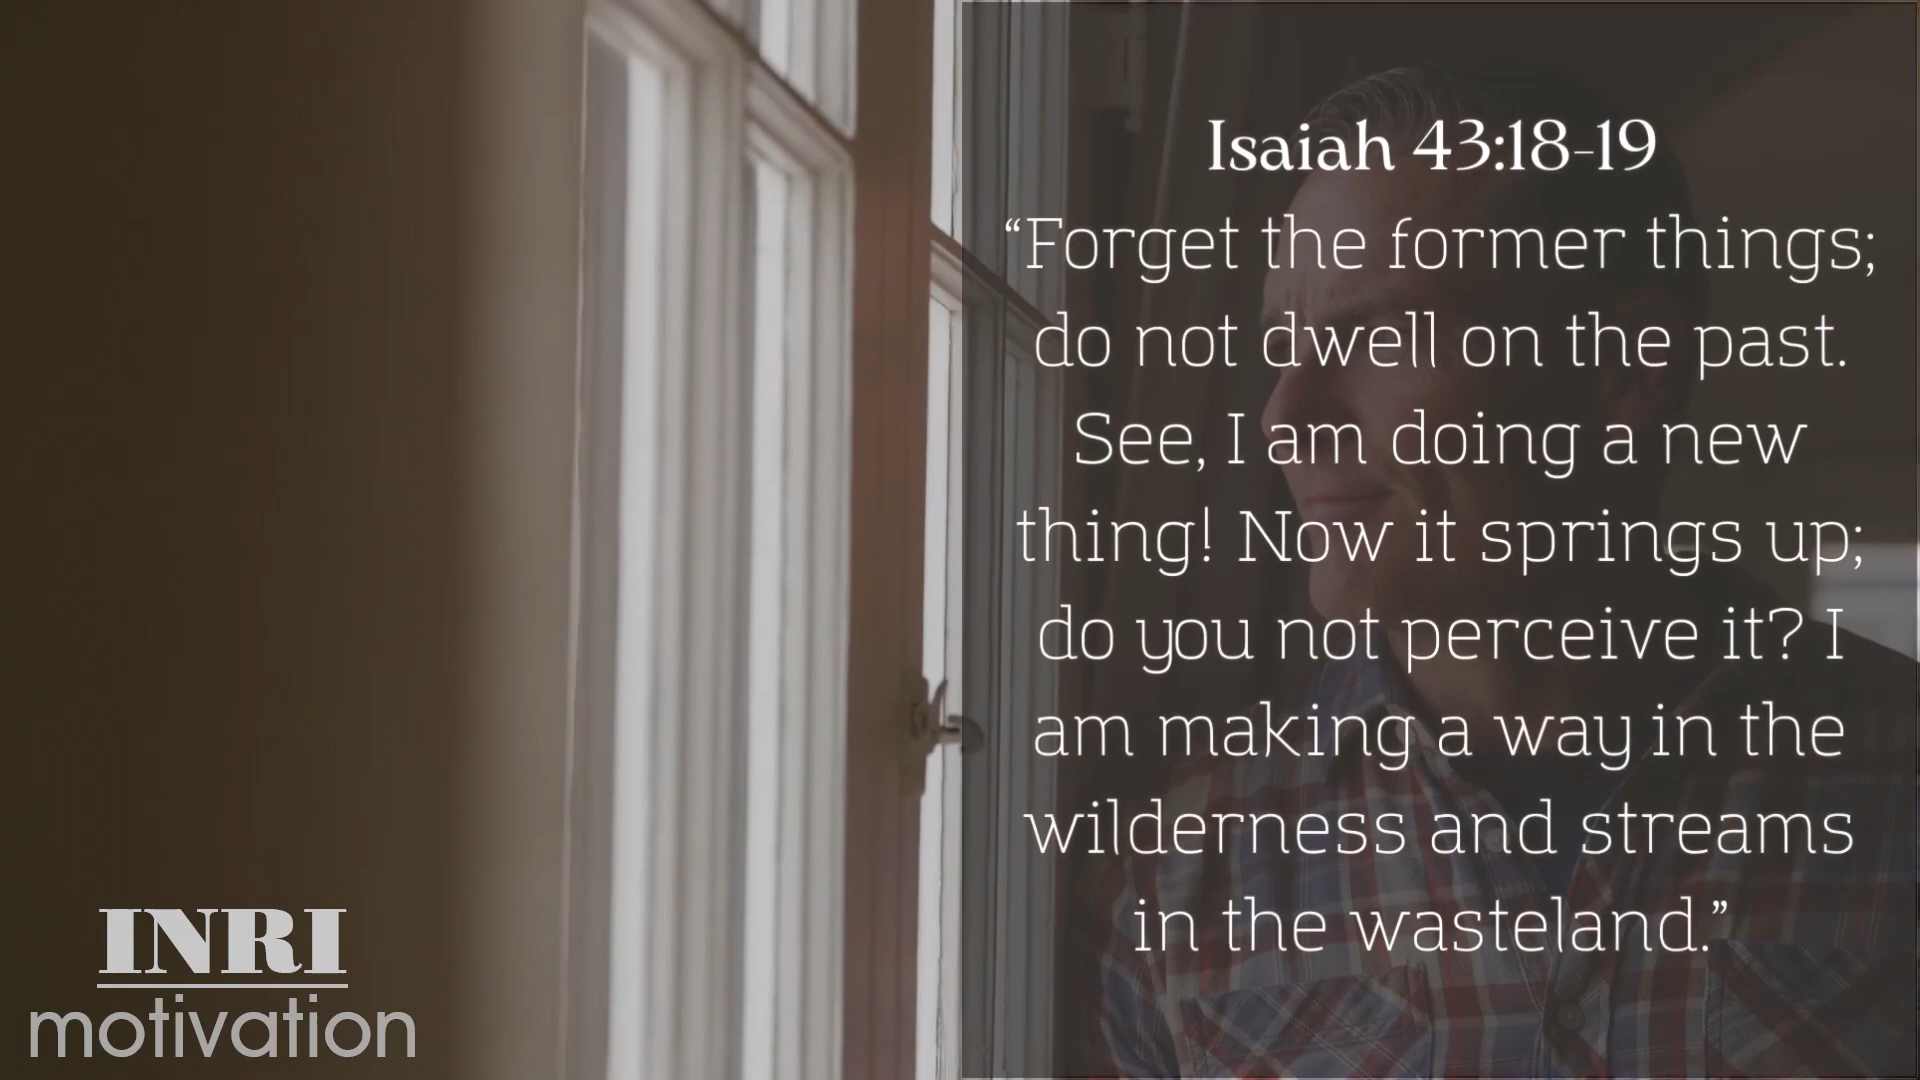 Isaiah 43:18-19
“Forget the former things;
do not dwell on the past.
See, I am doing a new
thing! Now it springs up;
do you not perceive it? I
am making a way in the
wilderness and streams
in the wasteland.”
INRI
motivation